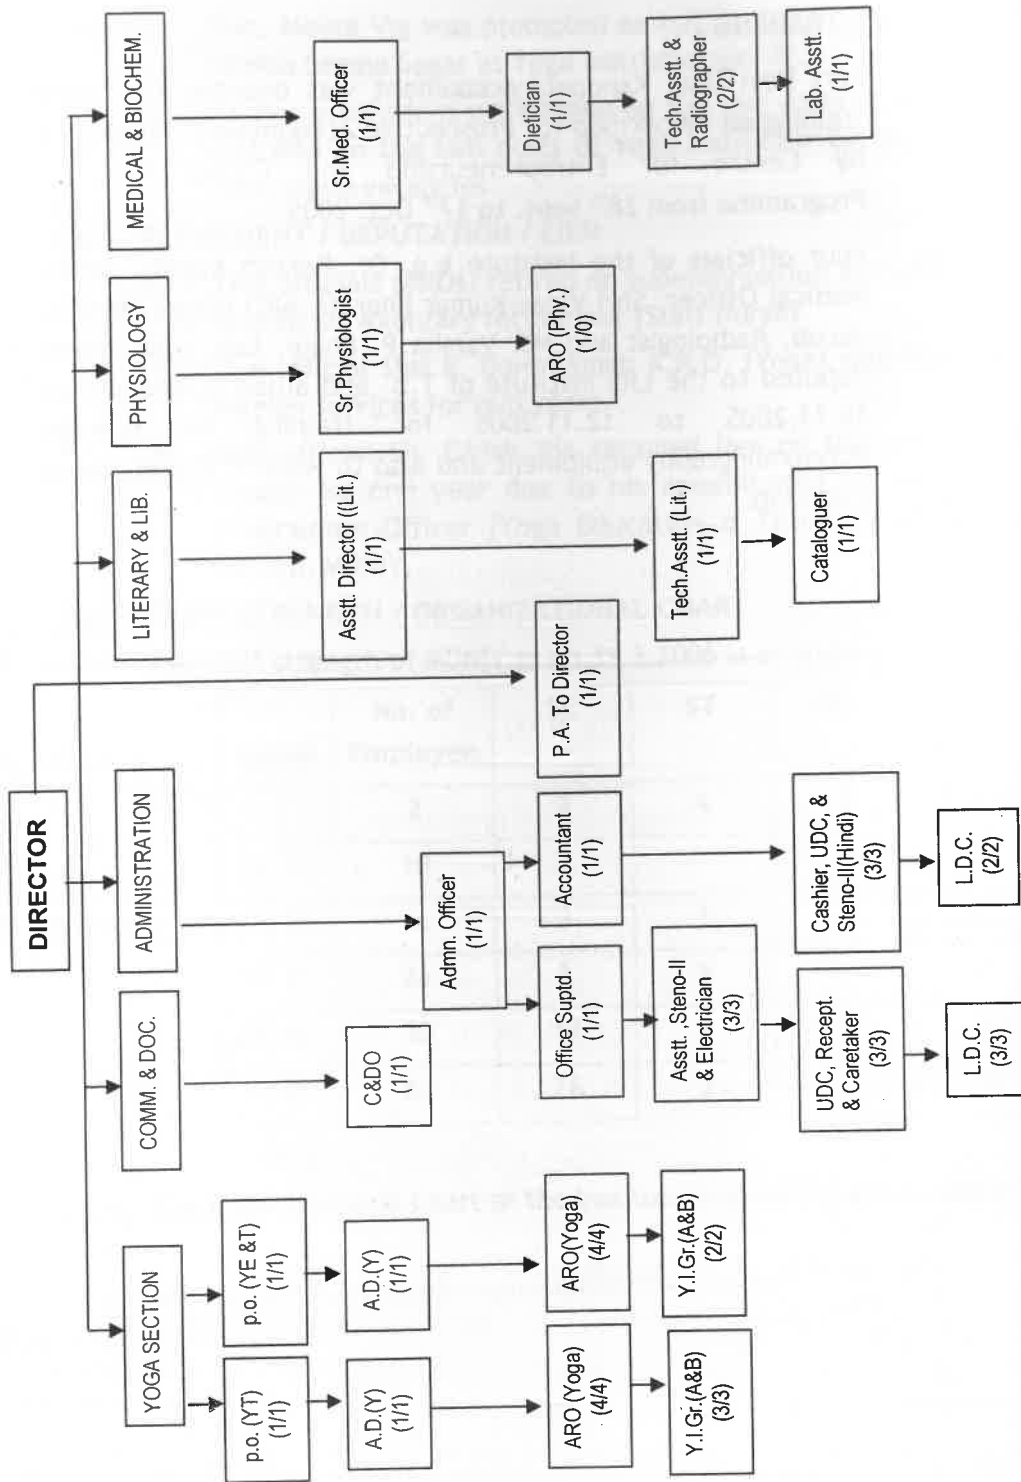 DIRECTOR
YOGA SECTION
COMM. & DOC.
ADMINISTRATION
LITERARY & LIB.
PHYSIOLOGY
MEDICAL & BIOCHEM.
p.o. (YT)
(1/1)
p.o. (YE &T)
(1/1)
A.D.(Y)
(1/1)
A.D.(Y)
(1/1)
ARO (Yoga)
(4/4)
ARO(Yoga)
(4/4)
Y.I.Gr.(A&B)
(3/3)
Y.I.Gr.(A&B)
(2/2)
C&DO
(1/1)
Admn. Officer
(1/1)
Office Suptd.
(1/1)
Accountant
(1/1)
Asstt. ,Steno-II
& Electrician
(3/3)
UDC, Recept.
& Caretaker
(3/3)
L.D.C.
(3/3)
Cashier, UDC, &
Steno-II(Hindi)
(3/3)
L.D.C.
(2/2)
P.A. To Director
(1/1)
Asstt. Director ((Lit.)
(1/1)
Tech.Asstt. (Lit.)
(1/1)
Cataloguer
(1/1)
Sr.Physiologist
(1/1)
ARO (Phy.)
(1/0)
Sr.Med. Officer
(1/1)
Dietician
(1/1)
Tech.Asstt. &
Radiographer
(2/2)
Lab. Asstt.
(1/1)